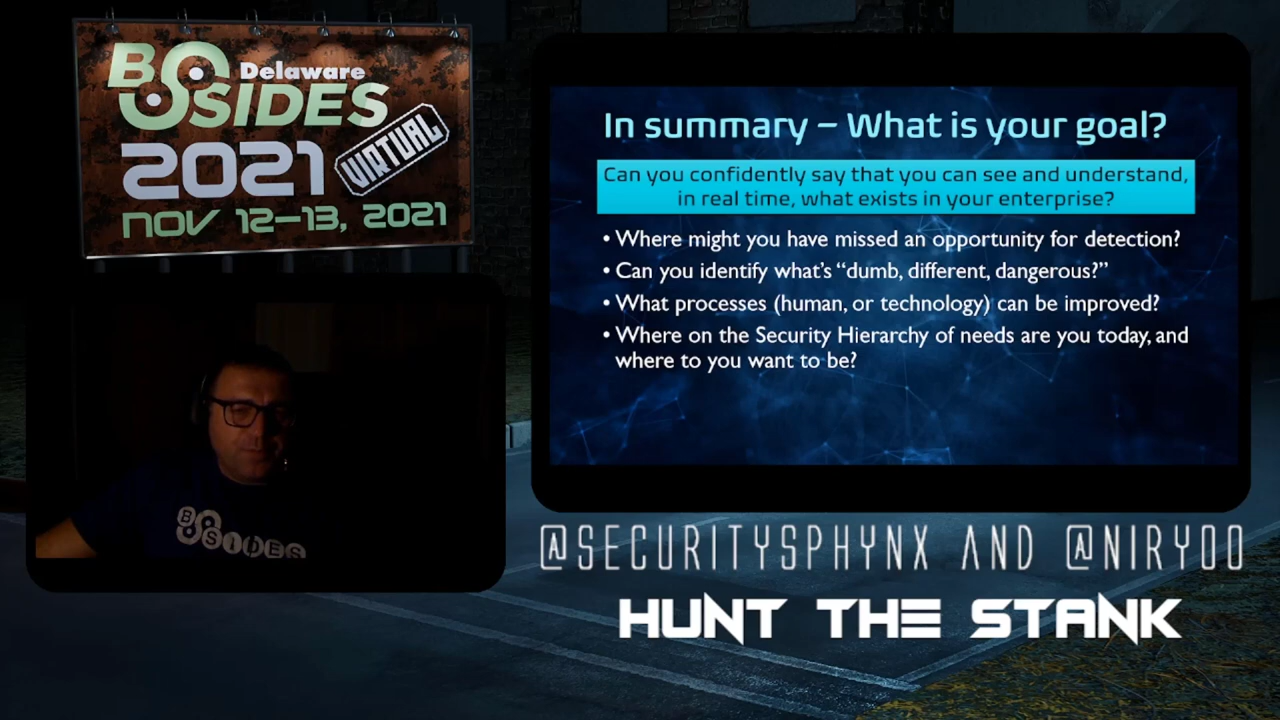 BSIDES Delaware
2021 VIRTUAL
NOV 12-13, 2021
BSIDES
In summary – What is your goal?
Can you confidently say that you can see and understand,
in real time, what exists in your enterprise?
• Where might you have missed an opportunity for detection?
• Can you identify what's “dumb, different, dangerous?”
• What processes (human, or technology) can be improved?
• Where on the Security Hierarchy of needs are you today, and
where to you want to be?
@SECURITYSPHYNX AND @NIRYOO
HUNT THE STANK